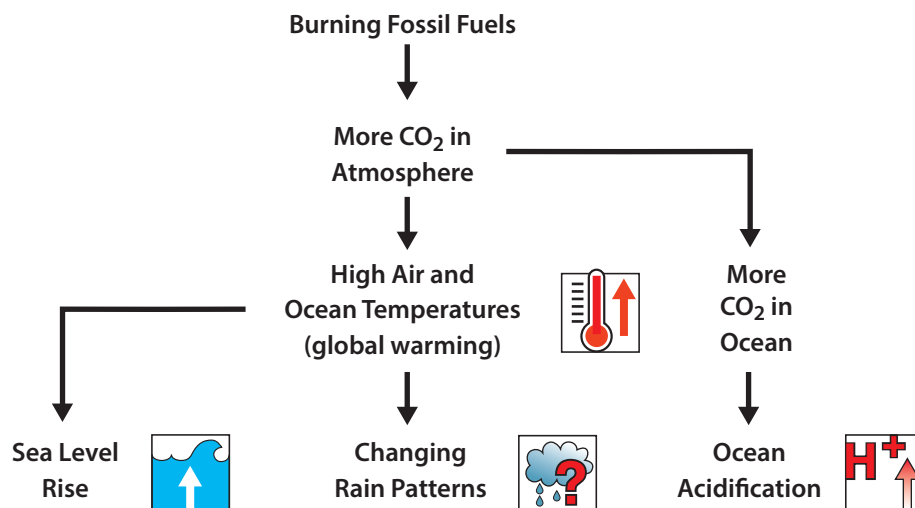 Burning Fossil Fuels
More CO₂ in
Atmosphere
High Air and
Ocean Temperatures
(global warming)
More
CO₂ in
Ocean
Sea Level
Rise
Changing
Rain Patterns
?
Ocean
Acidification
H⁺